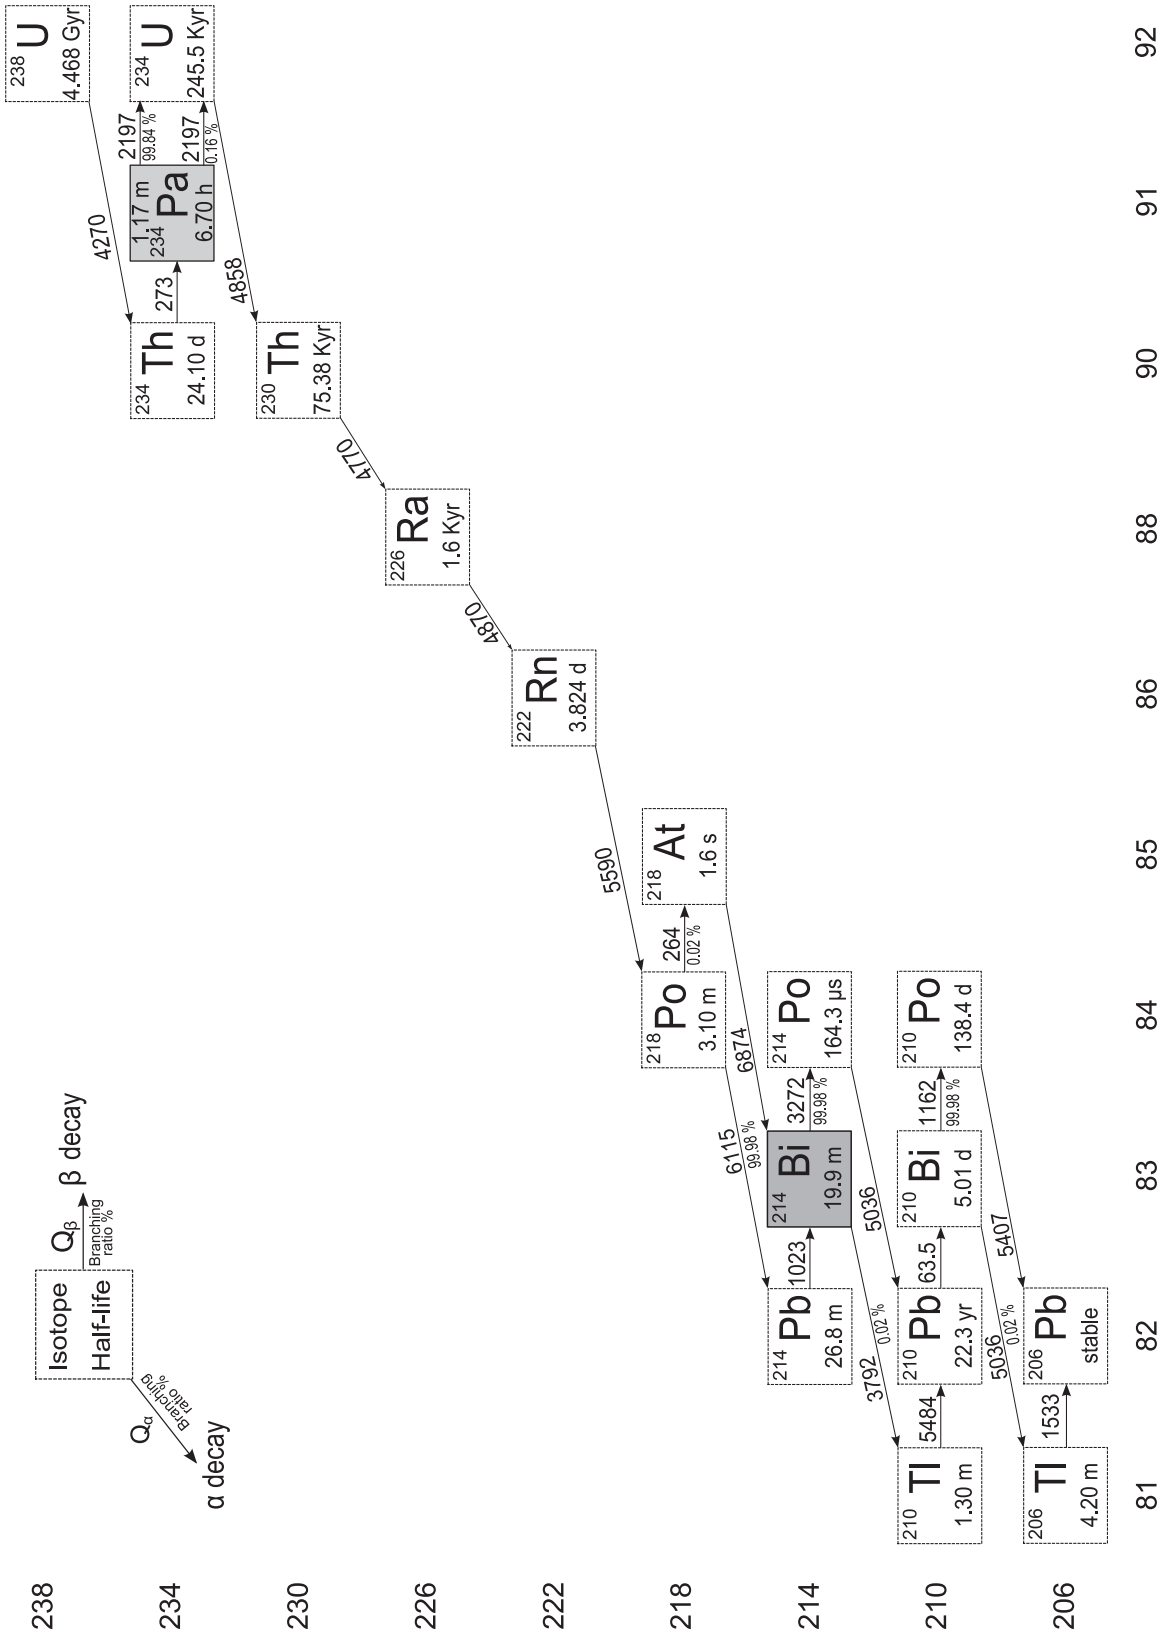 238
234
230
226
222
218
214
210
206
Isotope
Half-life
Qβ
Branching
ratio %
β decay
Qα
Branching
ratio %
α decay
238 U
4.468 Gyr
4270
234 Th
24.10 d
273
1.17 m
234 Pa
6.70 h
2197
99.84 %
2197
0.16 %
234 U
245.5 Kyr
4858
230 Th
75.38 Kyr
4770
226 Ra
1.6 Kyr
4870
222 Rn
3.824 d
5590
218 Po
3.10 m
264
0.02 %
218 At
1.6 s
6115
99.98 %
6874
214 Pb
26.8 m
1023
214 Bi
19.9 m
3272
99.98 %
214 Po
164.3 µs
3792
0.02 %
5036
210 Tl
1.30 m
5484
210 Pb
22.3 yr
63.5
210 Bi
5.01 d
1162
99.98 %
210 Po
138.4 d
5036
0.02 %
5407
206 Tl
4.20 m
1533
206 Pb
stable
81
82
83
84
85
86
88
90
91
92